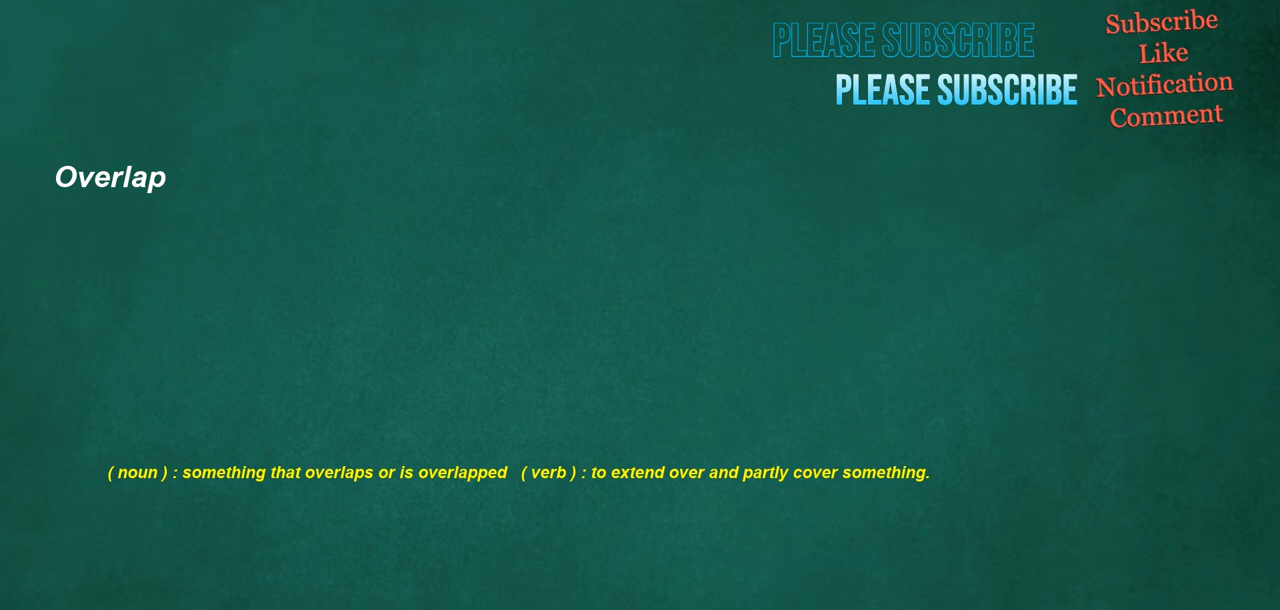 PLEASE SUBSCRIBE
PLEASE SUBSCRIBE
Subscribe
Like
Notification
Comment
Overlap
( noun ) : something that overlaps or is overlapped ( verb ) : to extend over and partly cover something.